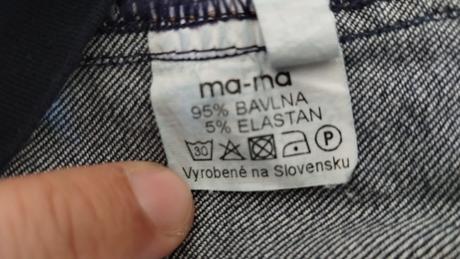 ma-ma
95% BAVLNA
5% ELASTAN
30 P
Vyrobené na Slovensku